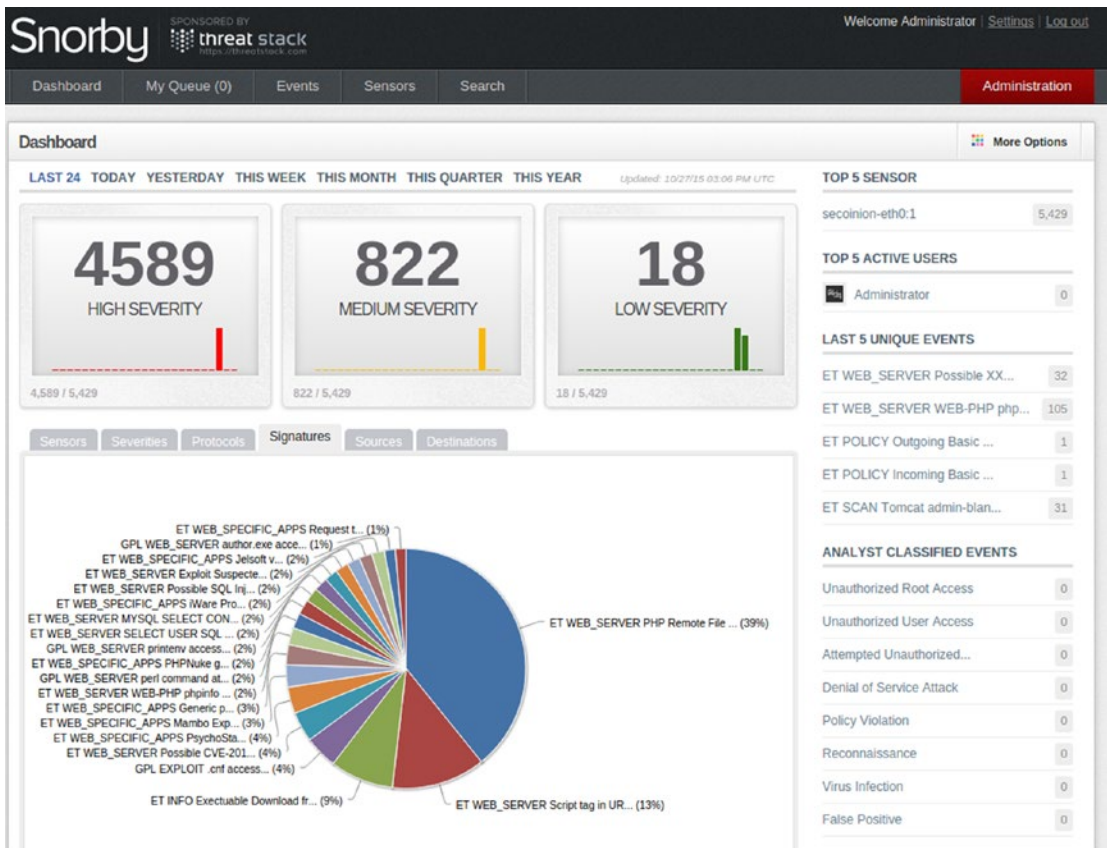 Snorby
SPONSORED BY
threat stack
https://threatstack.com
Welcome Administrator | Settings | Log out
Dashboard
My Queue (0)
Events
Sensors
Search
Administration
Dashboard
More Options
LAST 24 TODAY YESTERDAY THIS WEEK THIS MONTH THIS QUARTER THIS YEAR
Updated: 10/27/15 03:06 PM UTC
4589
HIGH SEVERITY
4,589 / 5,429
822
MEDIUM SEVERITY
822 / 5,429
18
LOW SEVERITY
18 / 5,429
Sensors
Severities
Protocols
Signatures
Sources
Destinations
ET WEB_SPECIFIC_APPS Request t... (1%)
GPL WEB_SERVER author.exe acce... (1%)
ET WEB_SPECIFIC_APPS Jelsoft v... (2%)
ET WEB_SERVER Exploit Suspecte... (2%)
ET WEB_SERVER Possible SQL Inj... (2%)
ET WEB_SPECIFIC_APPS iWare Pro... (2%)
ET WEB_SERVER MYSQL SELECT CON... (2%)
ET WEB_SERVER SELECT USER SQL ... (2%)
GPL WEB_SERVER printenv access... (2%)
ET WEB_SPECIFIC_APPS PHPNuke g... (2%)
GPL WEB_SERVER perl command at... (2%)
ET WEB_SERVER WEB-PHP phpinfo ... (2%)
ET WEB_SPECIFIC_APPS Generic p... (3%)
ET WEB_SPECIFIC_APPS Mambo Exp... (3%)
ET WEB_SPECIFIC_APPS PsychoSta... (4%)
ET WEB_SERVER Possible CVE-201... (4%)
GPL EXPLOIT .cnf access... (4%)
ET INFO Exectuable Download fr... (9%)
ET WEB_SERVER Script tag in UR... (13%)
ET WEB_SERVER PHP Remote File ... (39%)
TOP 5 SENSOR
secoinion-eth0:1 5,429
TOP 5 ACTIVE USERS
Administrator 0
LAST 5 UNIQUE EVENTS
ET WEB_SERVER Possible XX... 32
ET WEB_SERVER WEB-PHP php... 105
ET POLICY Outgoing Basic ... 1
ET POLICY Incoming Basic ... 1
ET SCAN Tomcat admin-blan... 31
ANALYST CLASSIFIED EVENTS
Unauthorized Root Access 0
Unauthorized User Access 0
Attempted Unauthorized... 0
Denial of Service Attack 0
Policy Violation 0
Reconnaissance 0
Virus Infection 0
False Positive 0